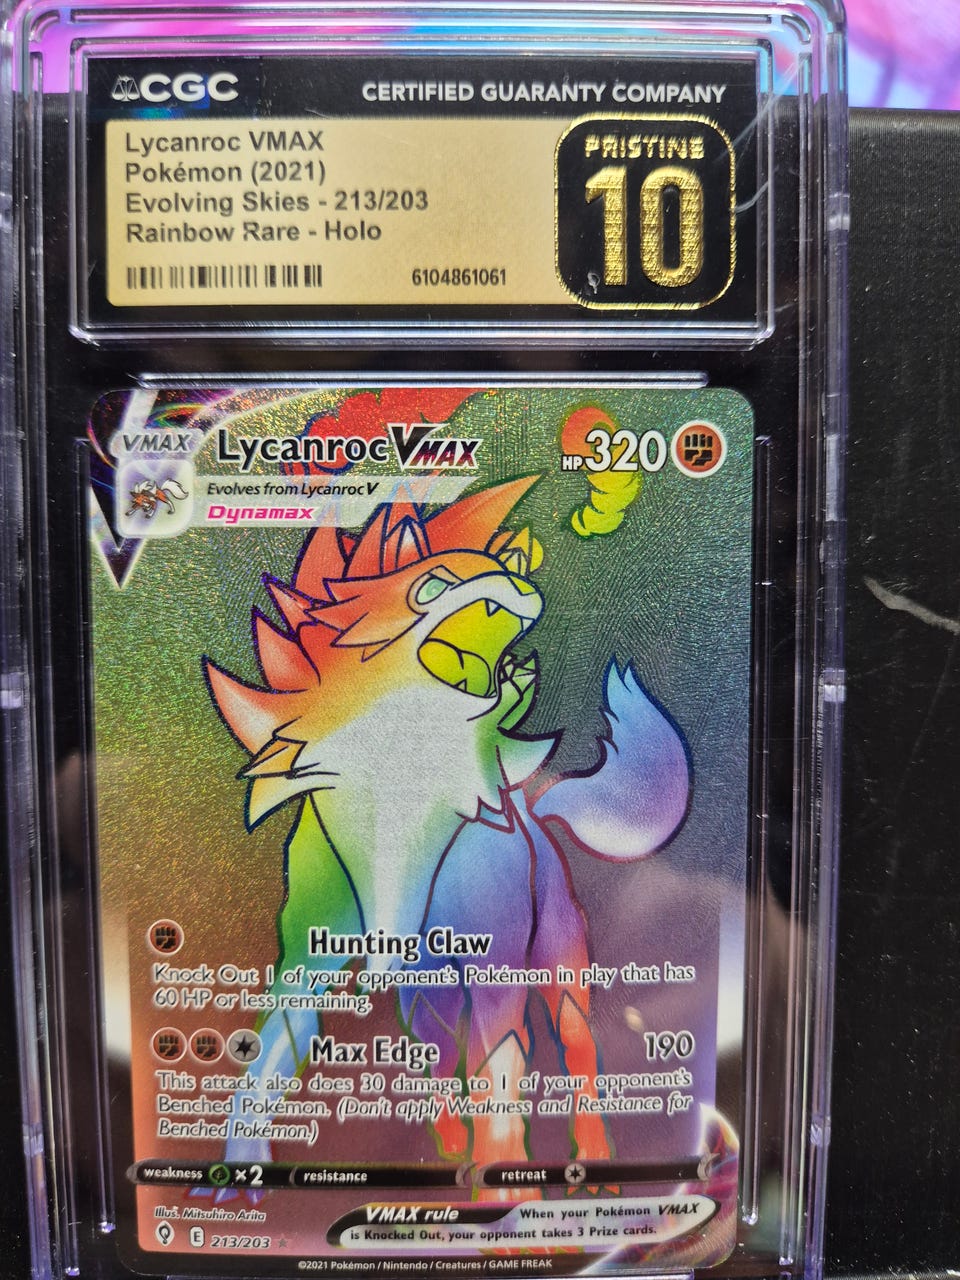 CGC
CERTIFIED GUARANTY COMPANY
Lycanroc VMAX
Pokémon (2021)
Evolving Skies - 213/203
Rainbow Rare - Holo
6104861061
PRISTINE
10
VMAX
Lycanroc VMAX
HP 320
Evolves from Lycanroc V
Dynamax
Hunting Claw
Knock Out 1 of your opponent's Pokémon in play that has
60 HP or less remaining.
Max Edge 190
This attack also does 30 damage to 1 of your opponent's
Benched Pokémon. (Don't apply Weakness and Resistance for
Benched Pokémon.)
weakness ×2 resistance retreat
Illus. Mitsuhiro Arita
E 213/203
VMAX rule When your Pokémon VMAX
is Knocked Out, your opponent takes 3 Prize cards.
©2021 Pokémon / Nintendo / Creatures / GAME FREAK